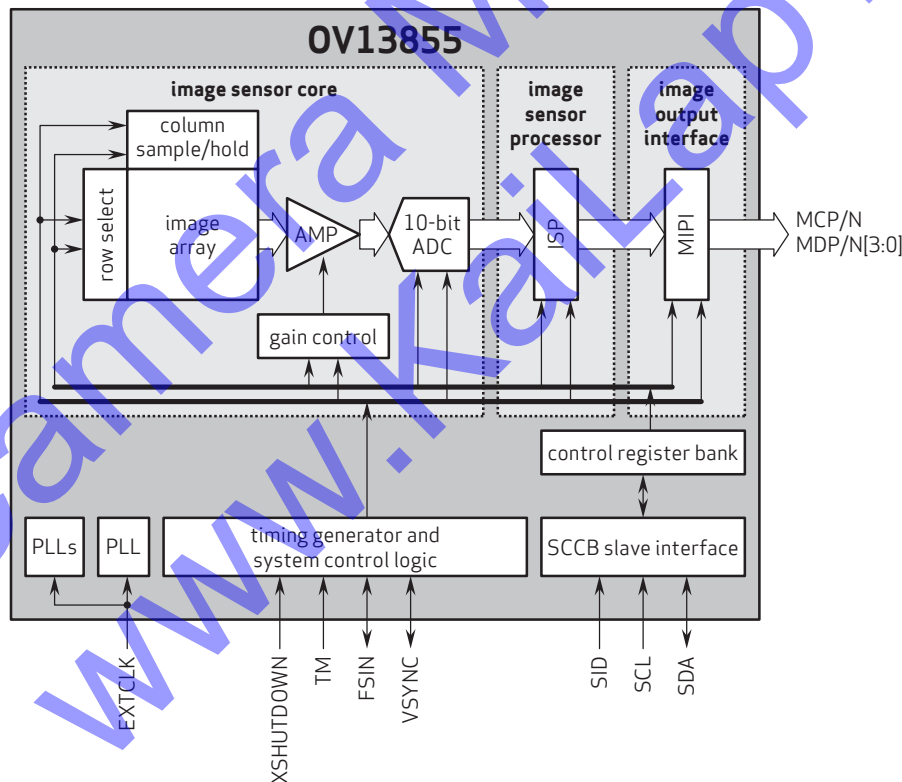 OV13855
image sensor core
image
sensor
processor
image
output
interface
column
sample/hold
row select
image
array
AMP
10-bit
ADC
ISP
MIPI
MCP/N
MDP/N[3:0]
gain control
control register bank
PLLs
PLL
timing generator and
system control logic
SCCB slave interface
EXTCLK
XSHUTDOWN
TM
FSIN
VSYNC
SID
SCL
SDA
www.KaiLap